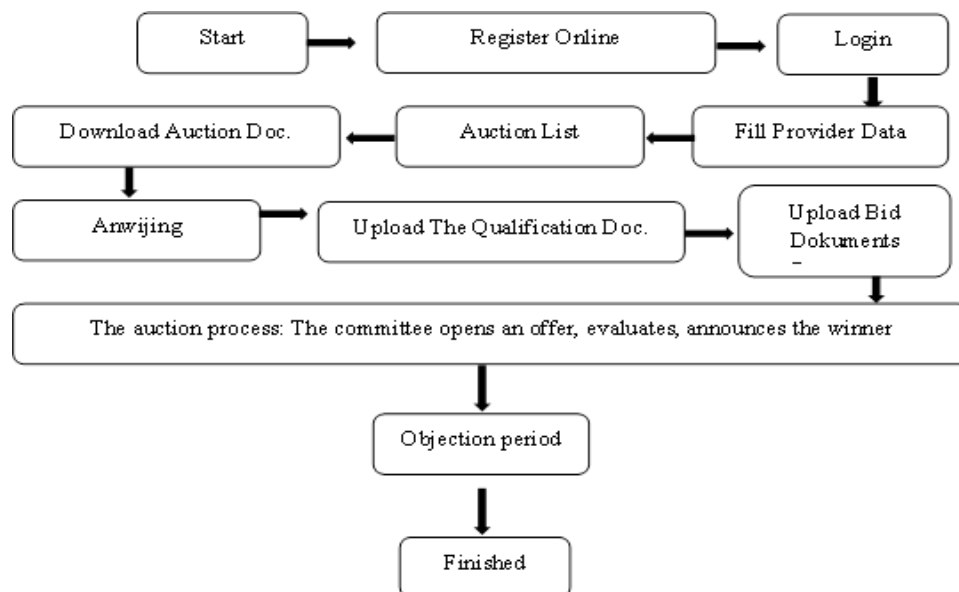 Start
Register Online
Login
Fill Provider Data
Auction List
Download Auction Doc.
Anwijing
Upload The Qualification Doc.
Upload Bid
Dokuments
The auction process: The committee opens an offer, evaluates, announces the winner
Objection period
Finished